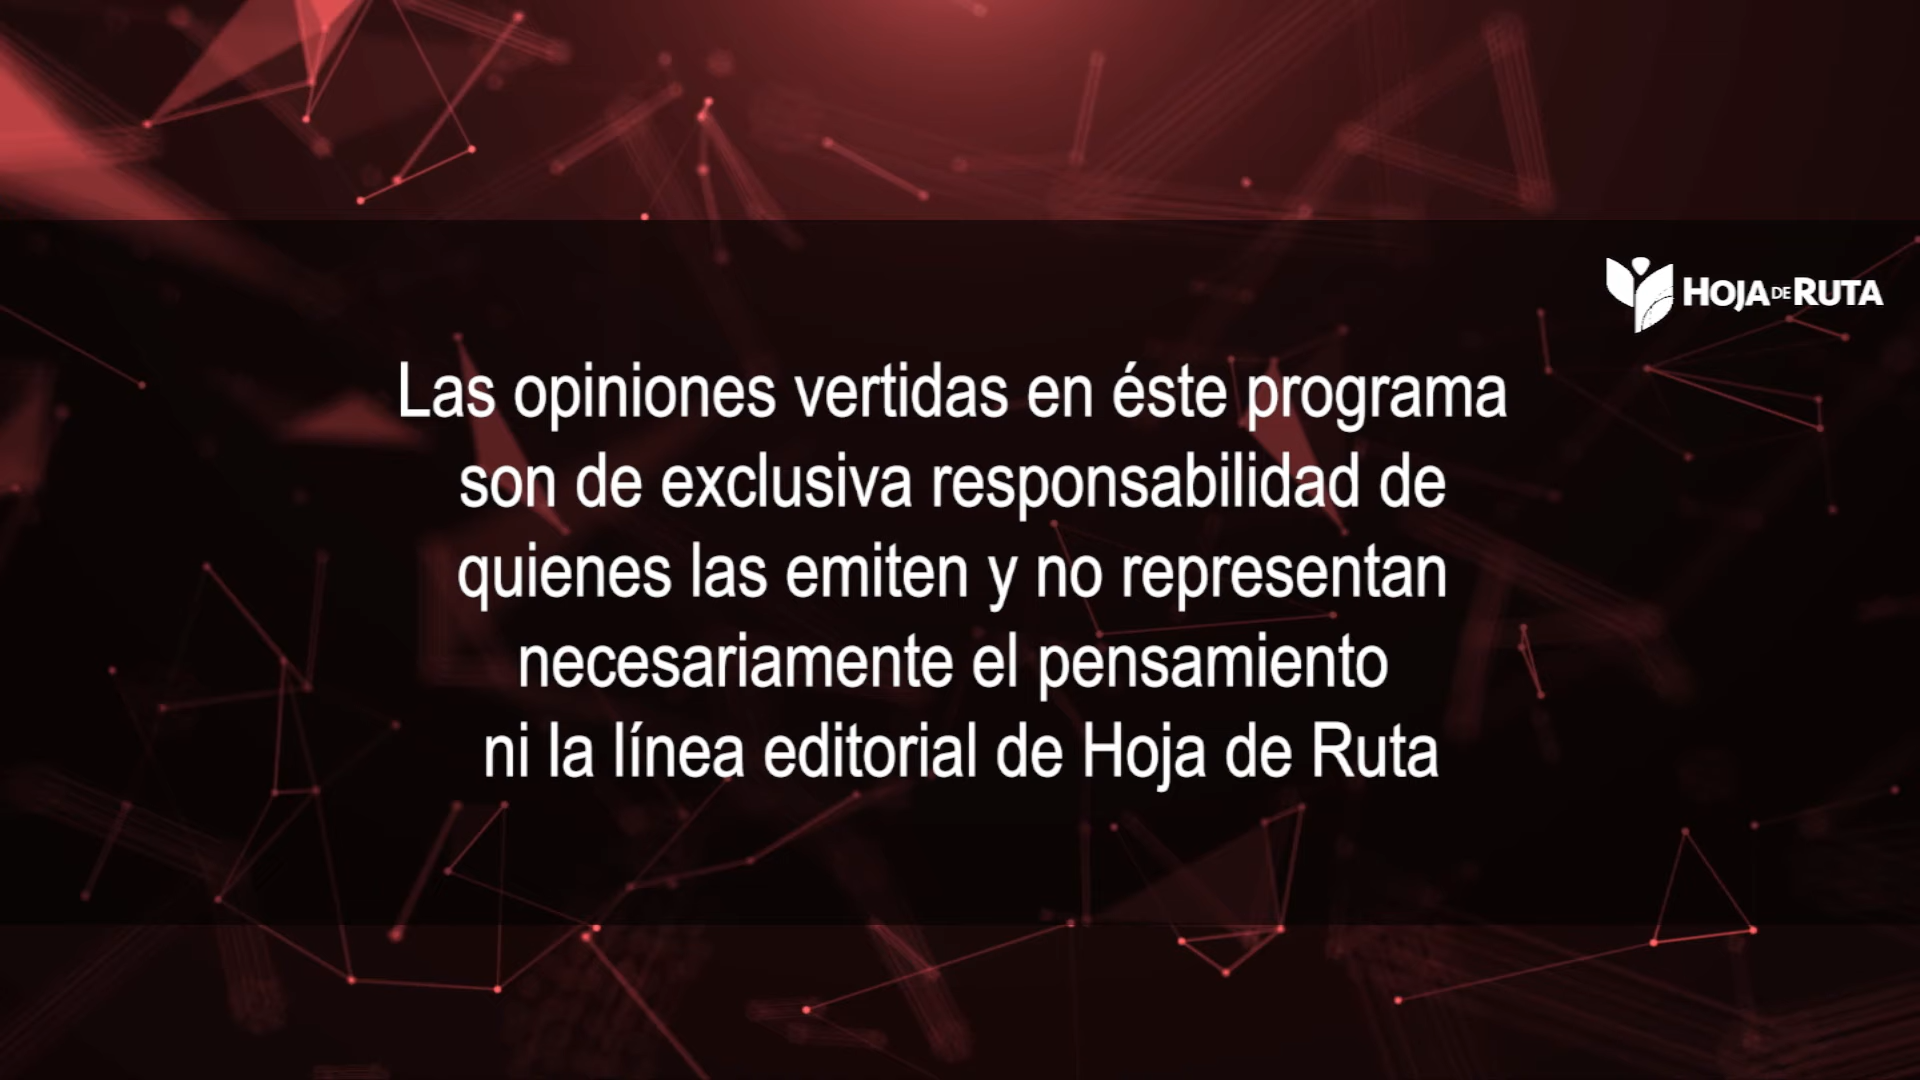 HOJA DE RUTA
Las opiniones vertidas en éste programa
son de exclusiva responsabilidad de
quienes las emiten y no representan
necesariamente el pensamiento
ni la línea editorial de Hoja de Ruta